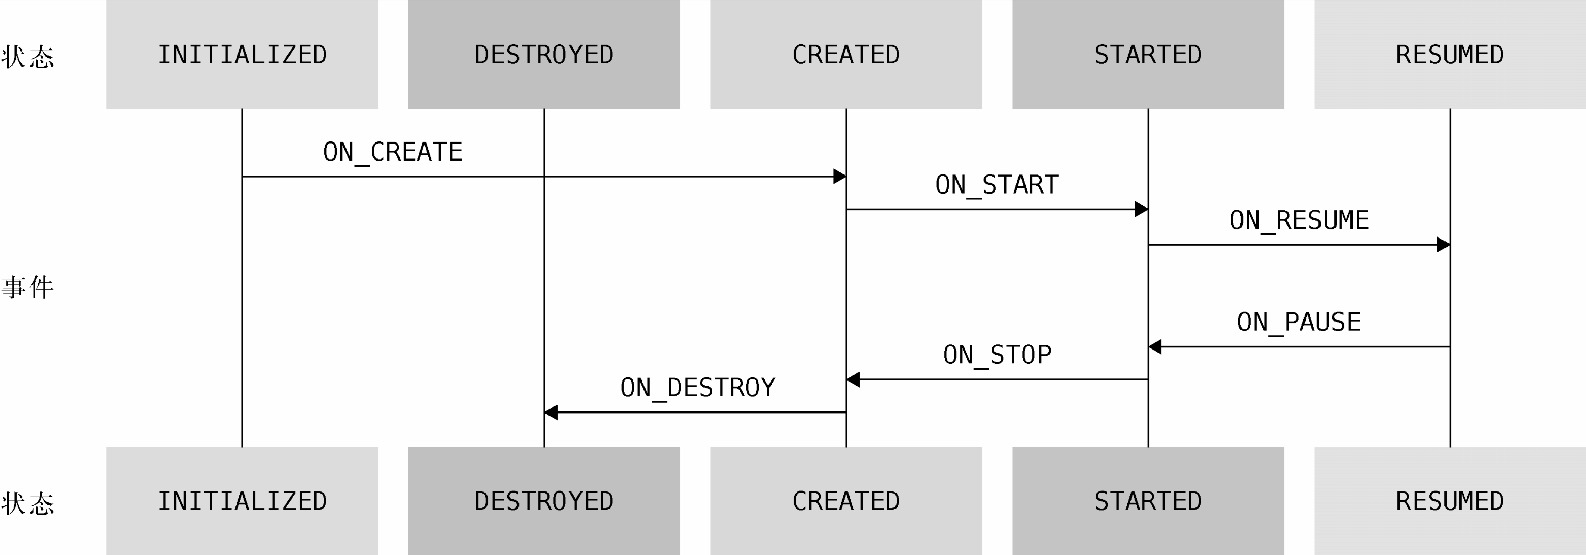 状态 INITIALIZED DESTROYED CREATED STARTED RESUMED
ON_CREATE
ON_START
ON_RESUME
事件
ON_PAUSE
ON_STOP
ON_DESTROY
状态 INITIALIZED DESTROYED CREATED STARTED RESUMED